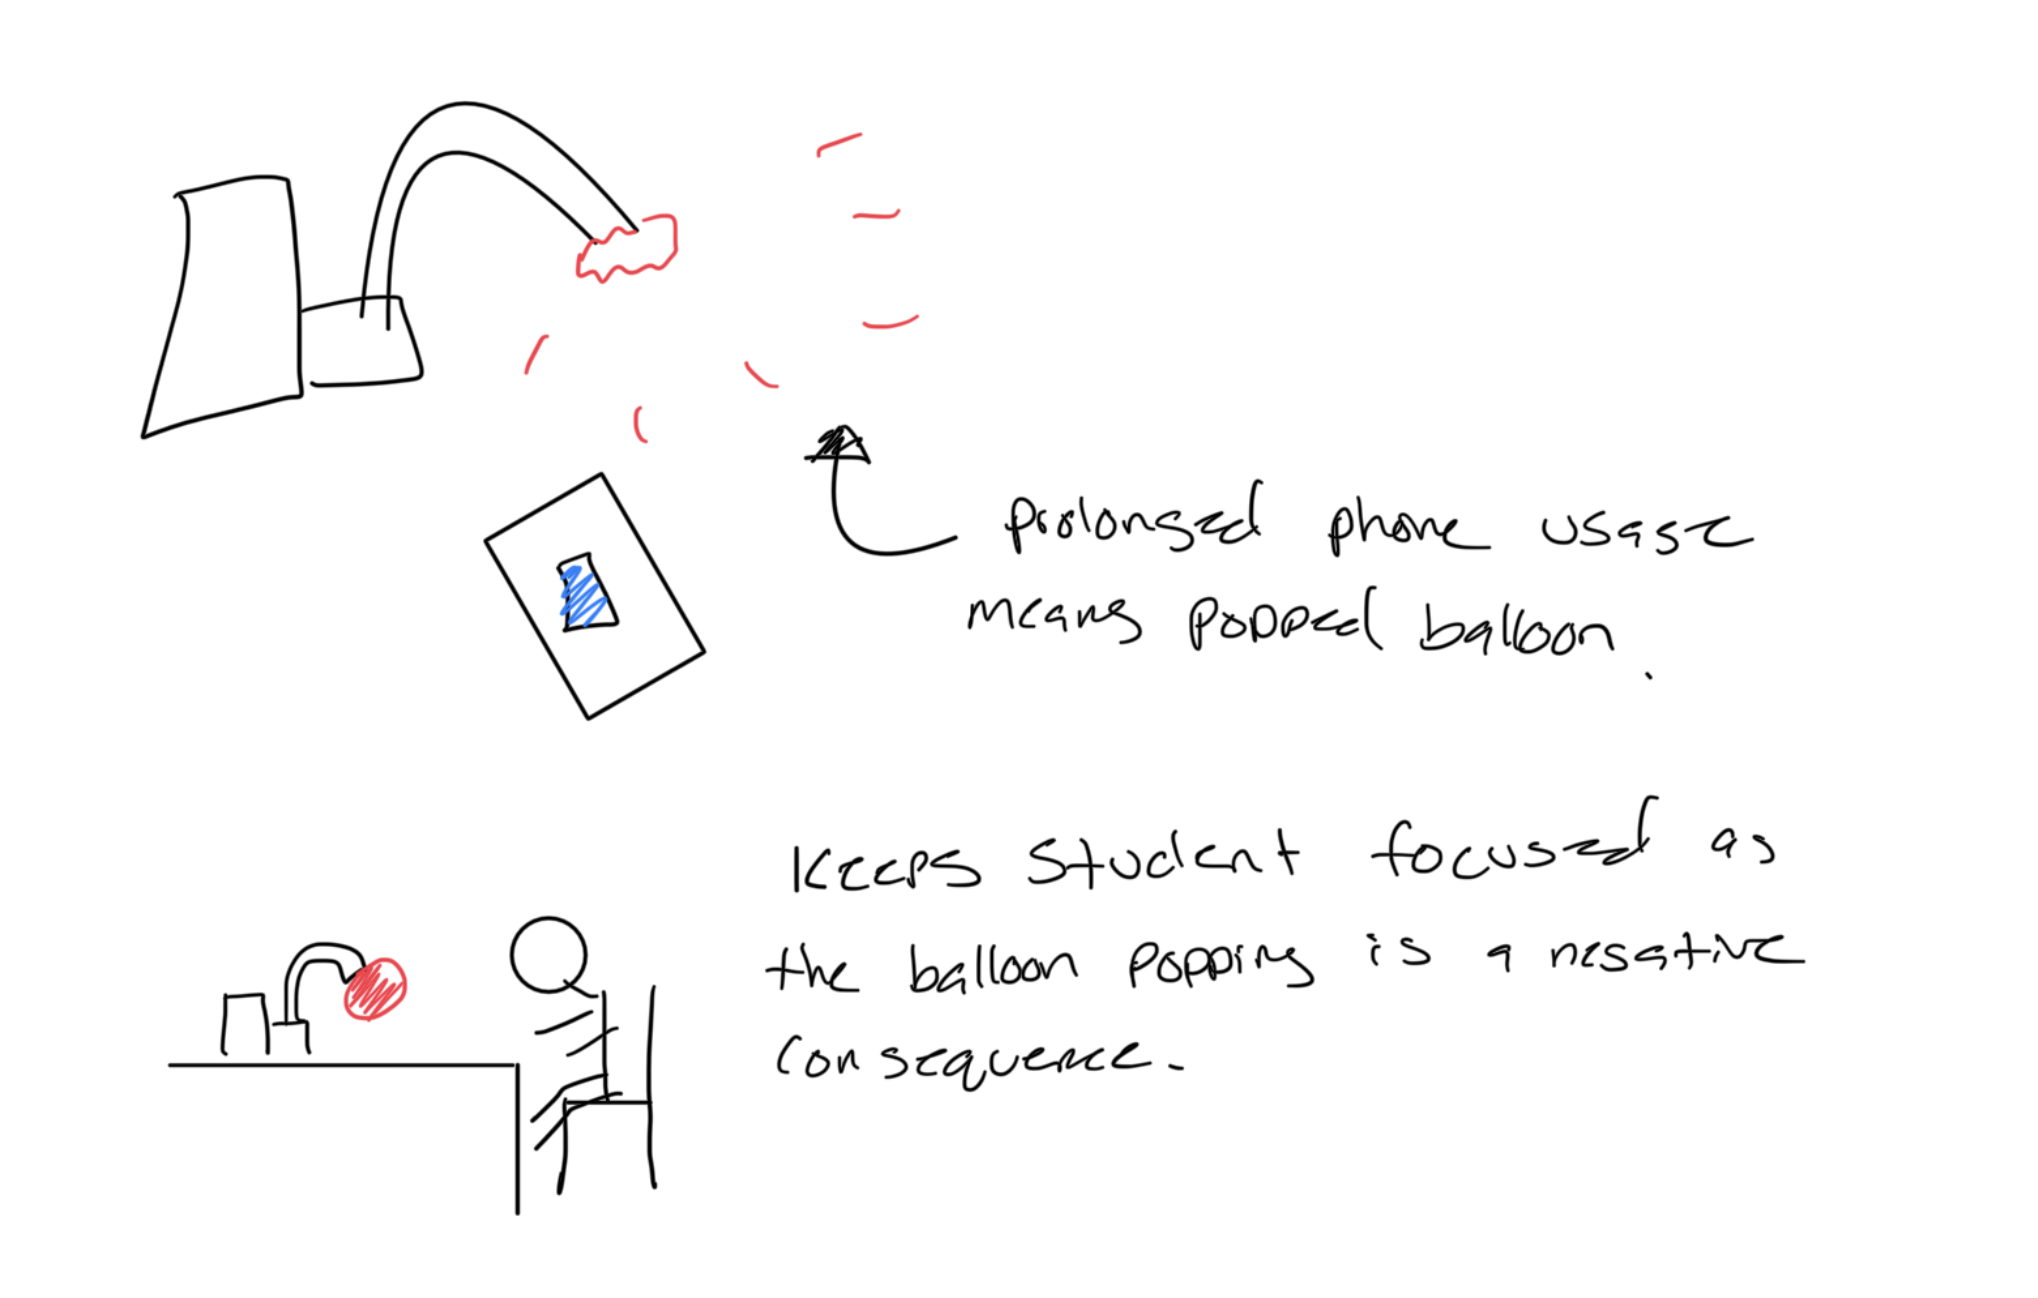 prolonged phone usage
means popped balloon.
Keeps student focused as
the balloon popping is a negative
consequence.